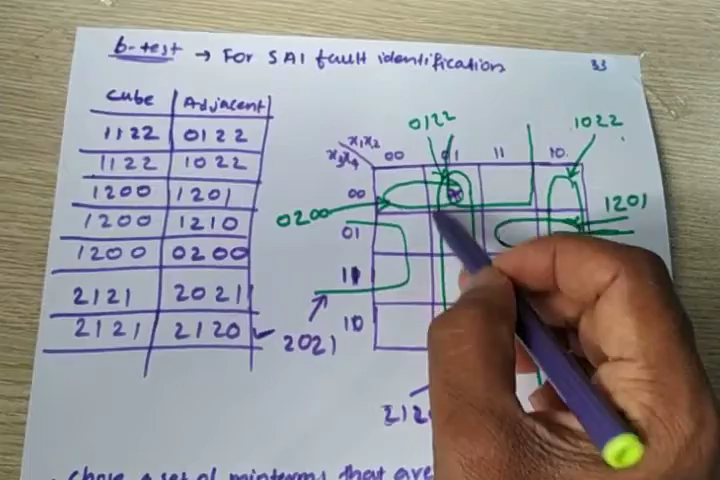 b-test → For SA1 fault identification 33
Cube Adjacent
1122 0122
1122 1022
1200 1201
1200 1210
1200 0200
2121 2021
2121 2120 ✓
0122 1022
x₁x₂ 00 01 11 10
x₃x₄
00
01
11
10
0200
1201
2021
212
chose a set of minterms that are